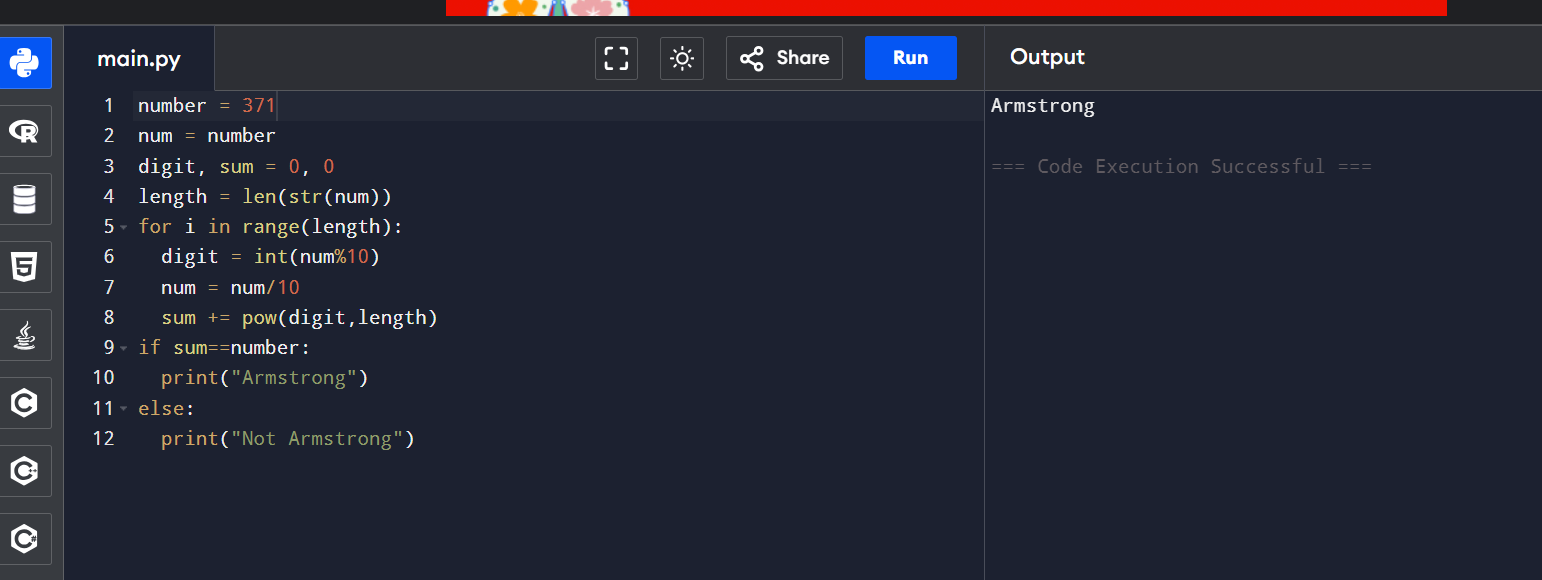 main.py
Share
Run
Output
1 number = 371
2 num = number
3 digit, sum = 0, 0
4 length = len(str(num))
5 for i in range(length):
6   digit = int(num%10)
7   num = num/10
8   sum += pow(digit,length)
9 if sum==number:
10   print("Armstrong")
11 else:
12   print("Not Armstrong")
Armstrong
=== Code Execution Successful ===
R
5
C
C++
C#